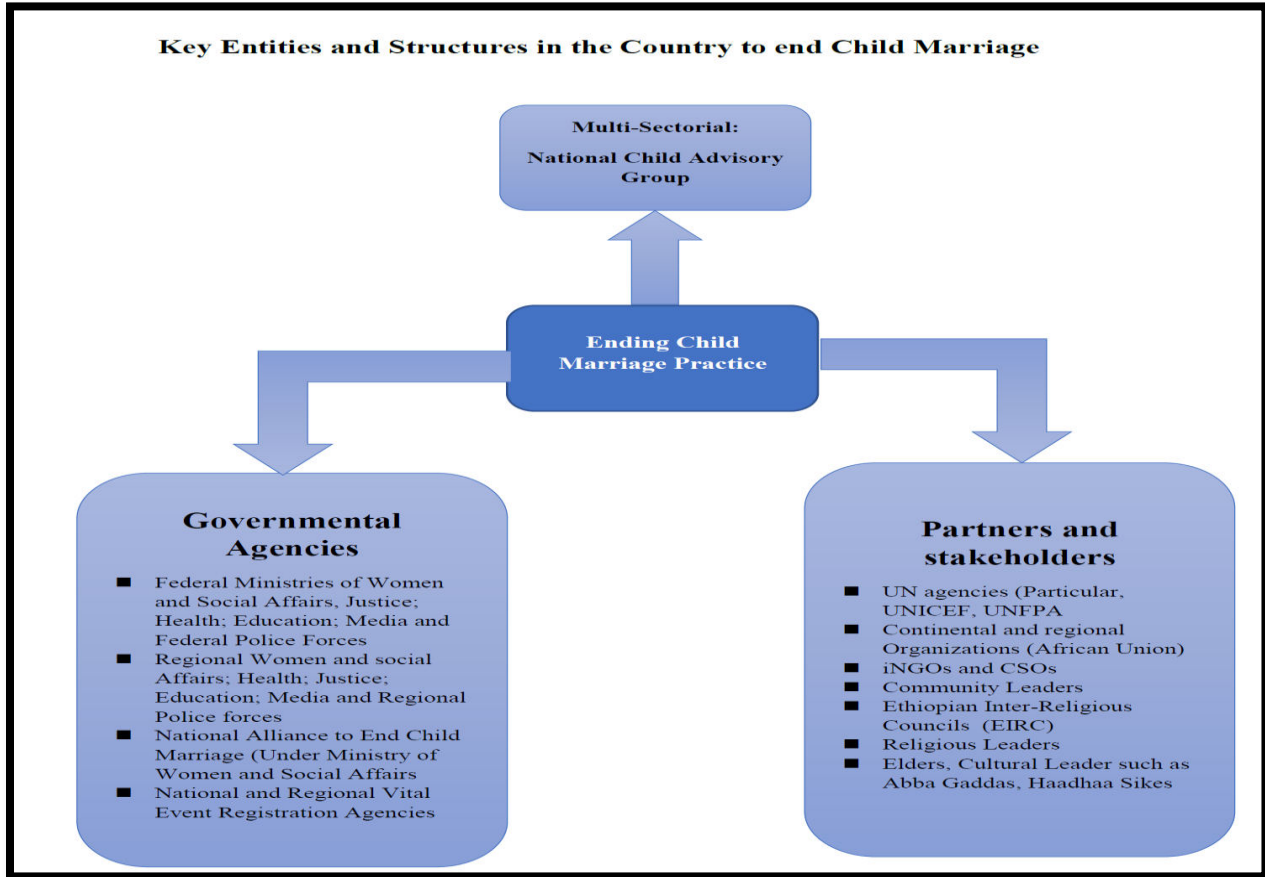 Key Entities and Structures in the Country to end Child Marriage
Multi-Sectorial:
National Child Advisory
Group
Ending Child
Marriage Practice
Governmental
Agencies
■ Federal Ministries of Women
and Social Affairs, Justice;
Health; Education; Media and
Federal Police Forces
■ Regional Women and social
Affairs; Health; Justice;
Education; Media and Regional
Police forces
■ National Alliance to End Child
Marriage (Under Ministry of
Women and Social Affairs
■ National and Regional Vital
Event Registration Agencies
Partners and
stakeholders
■ UN agencies (Particular,
UNICEF, UNFPA
■ Continental and regional
Organizations (African Union)
■ iNGOs and CSOs
■ Community Leaders
■ Ethiopian Inter-Religious
Councils (EIRC)
■ Religious Leaders
■ Elders, Cultural Leader such as
Abba Gaddas, Haadhaa Sikes